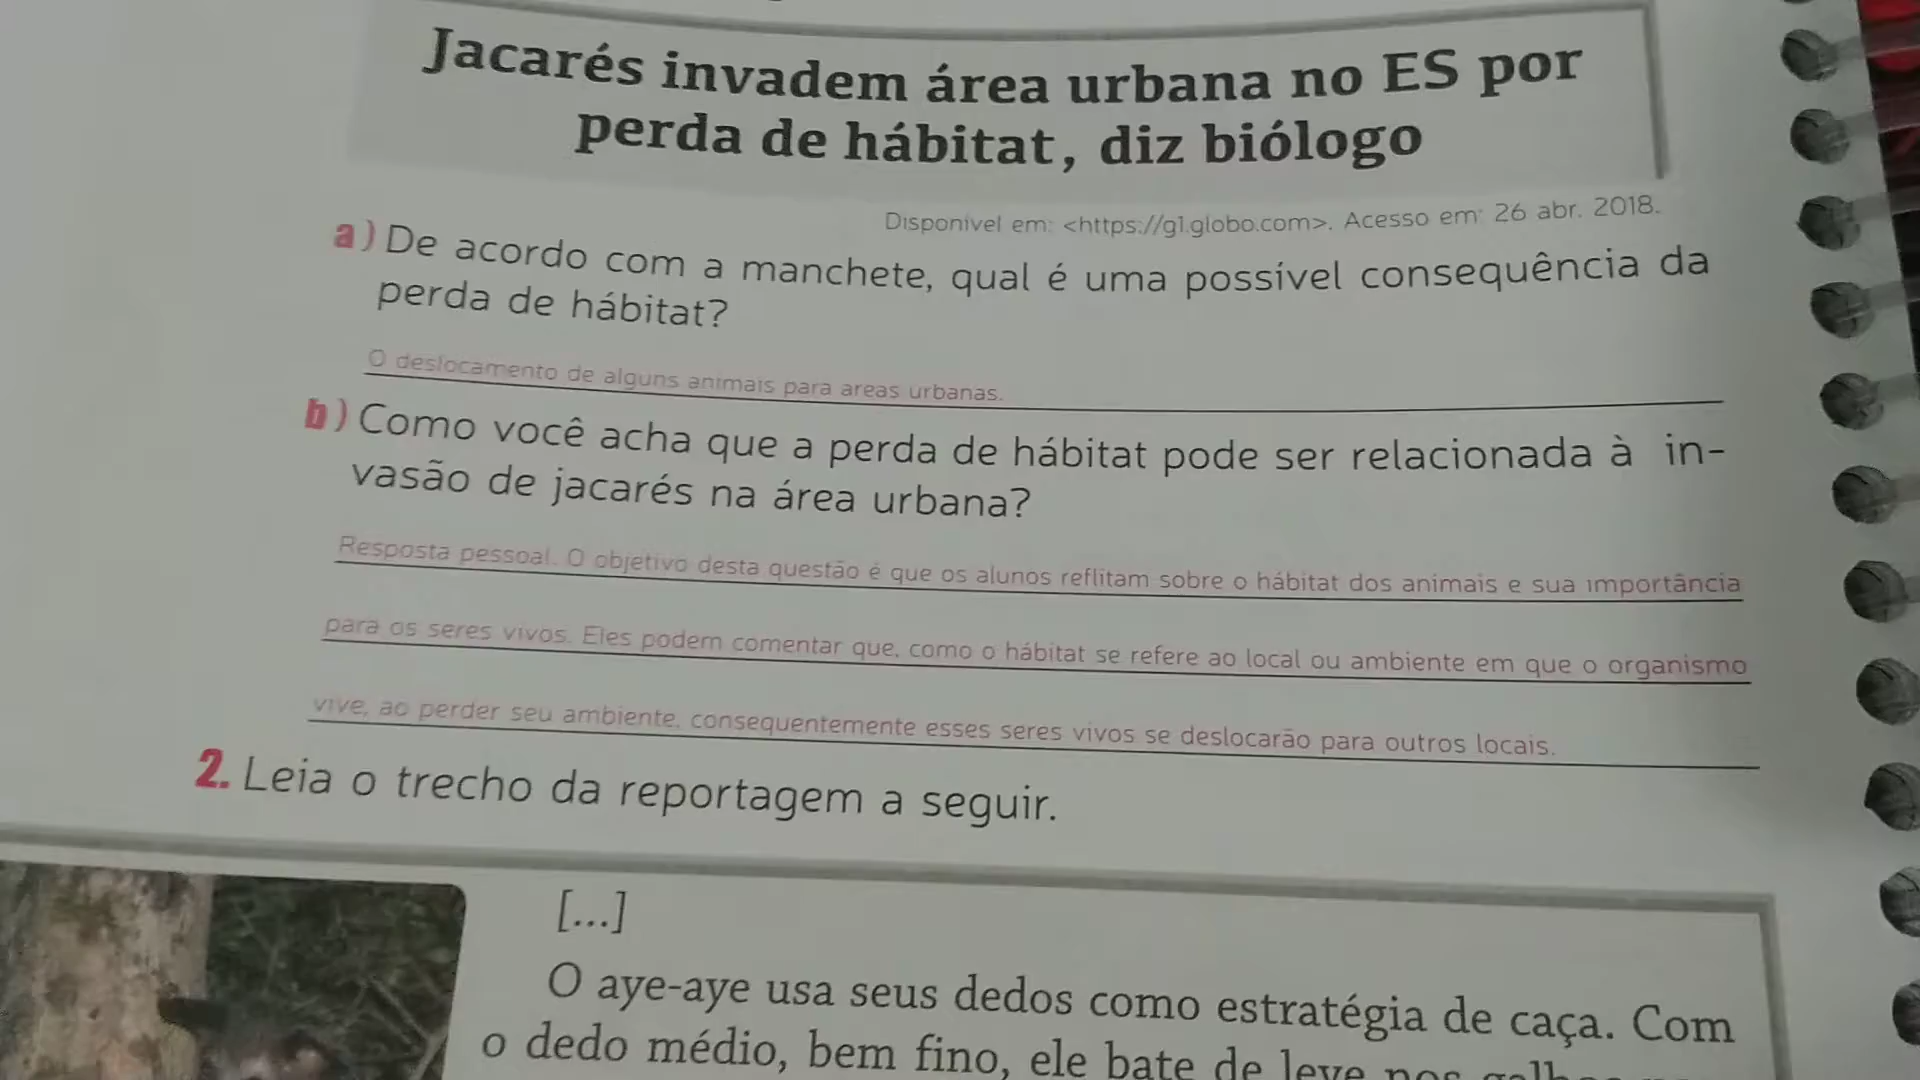 Jacarés invadem área urbana no ES por
perda de hábitat, diz biólogo
Disponível em: <https://g1.globo.com>. Acesso em: 26 abr. 2018.
a) De acordo com a manchete, qual é uma possível consequência da
perda de hábitat?
O deslocamento de alguns animais para areas urbanas.
b) Como você acha que a perda de hábitat pode ser relacionada à in-
vasão de jacarés na área urbana?
Resposta pessoal. O objetivo desta questão é que os alunos reflitam sobre o hábitat dos animais e sua importância
para os seres vivos. Eles podem comentar que, como o hábitat se refere ao local ou ambiente em que o organismo
vive, ao perder seu ambiente, consequentemente esses seres vivos se deslocarão para outros locais.
2. Leia o trecho da reportagem a seguir.
[...]
O aye-aye usa seus dedos como estratégia de caça. Com
o dedo médio, bem fino, ele bate de leve nos